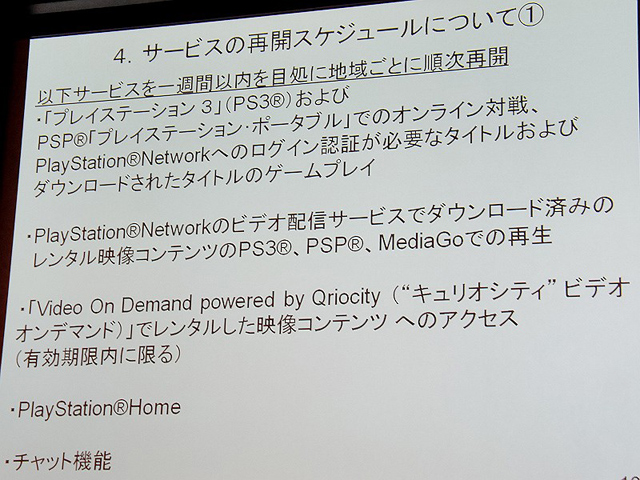 4．サービスの再開スケジュールについて①
以下サービスを一週間以内を目処に地域ごとに順次再開
・「プレイステーション 3」（PS3®）および
PSP®「プレイステーション・ポータブル」でのオンライン対戦、
PlayStation®Networkへのログイン認証が必要なタイトルおよび
ダウンロードされたタイトルのゲームプレイ
・PlayStation®Networkのビデオ配信サービスでダウンロード済みの
レンタル映像コンテンツのPS3®、PSP®、MediaGoでの再生
・「Video On Demand powered by Qriocity （“キュリオシティ” ビデオ
オンデマンド）」でレンタルした映像コンテンツ へのアクセス
（有効期限内に限る）
・PlayStation®Home
・チャット機能